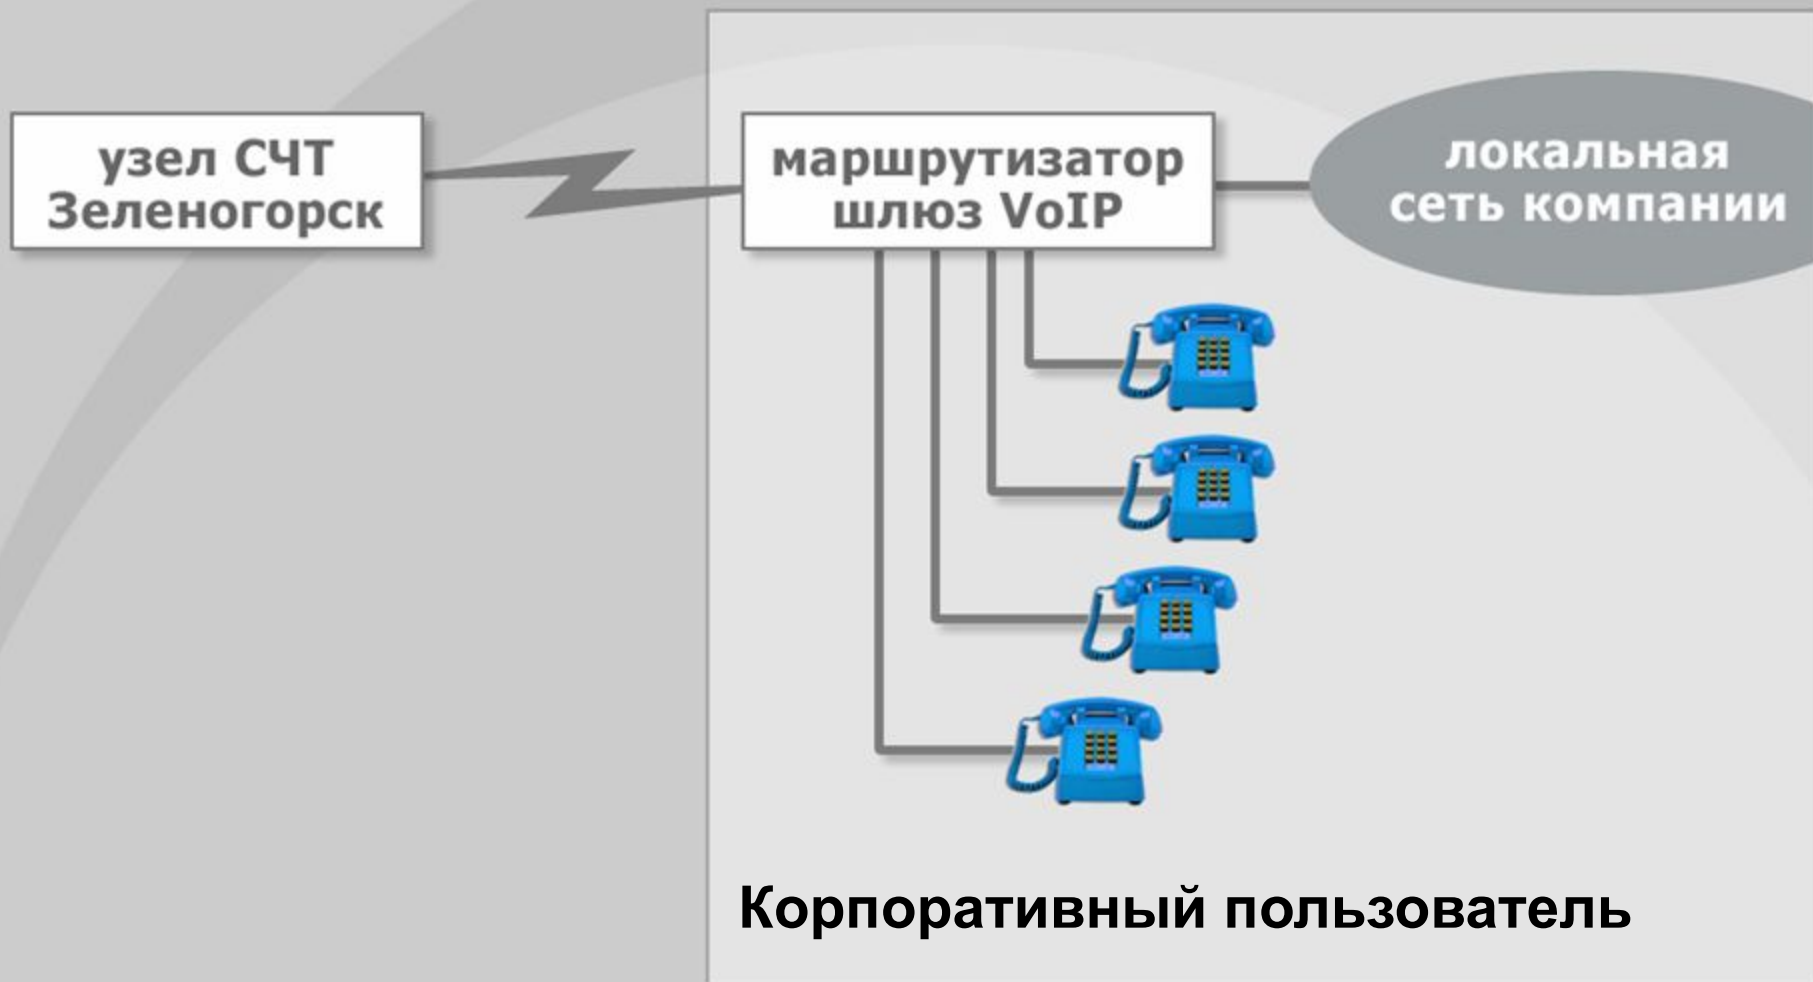 узел СЧТ
Зеленогорск
маршрутизатор
шлюз VoIP
локальная
сеть компании
Корпоративный пользователь